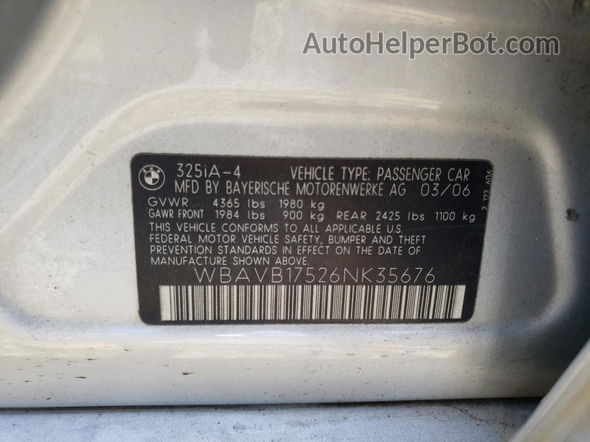 AutoHelperBot.com
325iA-4 VEHICLE TYPE: PASSENGER CAR
MFD BY BAYERISCHE MOTORENWERKE AG 03/06
GVWR 4365 lbs 1980 kg
GAWR FRONT 1984 lbs 900 kg REAR 2425 lbs 1100 kg
THIS VEHICLE CONFORMS TO ALL APPLICABLE U.S.
FEDERAL MOTOR VEHICLE SAFETY, BUMPER AND THEFT
PREVENTION STANDARDS IN EFFECT ON THE DATE OF
MANUFACTURE SHOWN ABOVE.
WBAVB17526NK35676